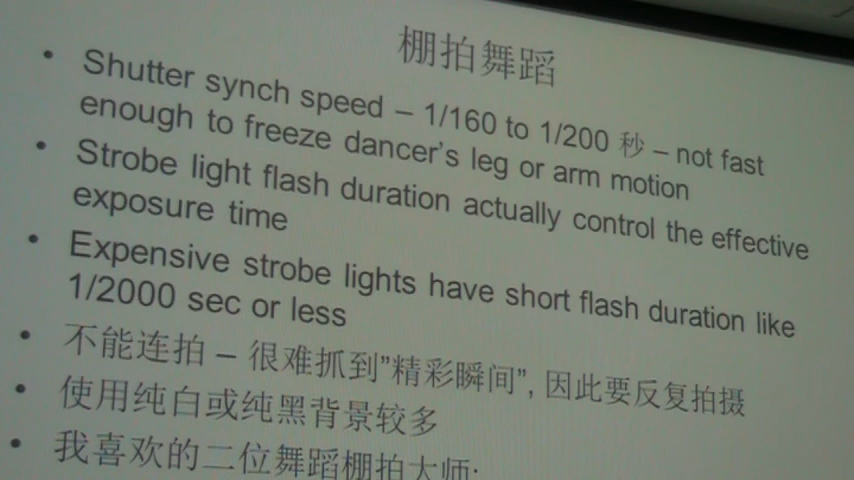 棚拍舞蹈
• Shutter synch speed – 1/160 to 1/200 秒 – not fast
enough to freeze dancer's leg or arm motion
• Strobe light flash duration actually control the effective
exposure time
• Expensive strobe lights have short flash duration like
1/2000 sec or less
• 不能连拍 – 很难抓到"精彩瞬间", 因此要反复拍摄
• 使用纯白或纯黑背景较多
• 我喜欢的二位舞蹈棚拍大师: